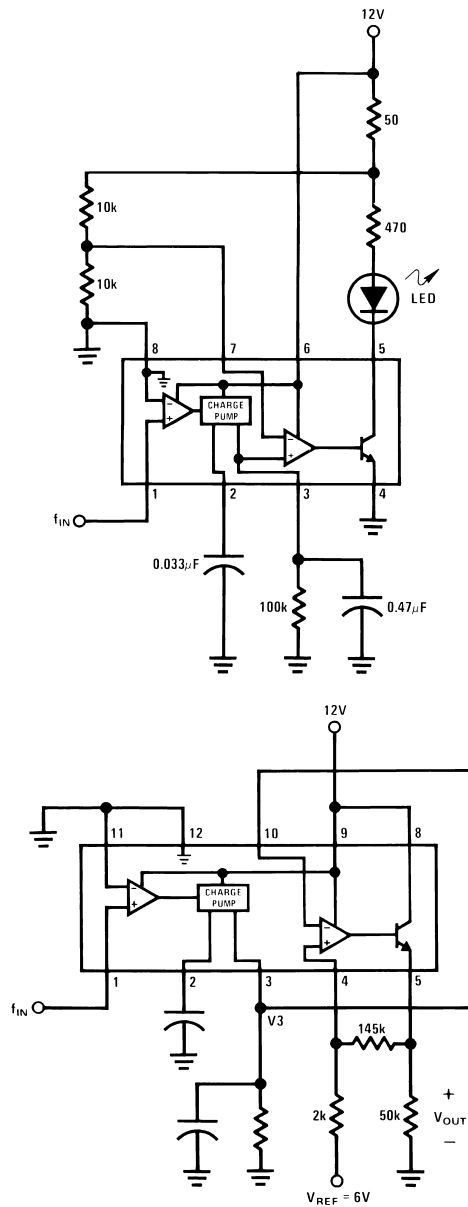 12V
50
10k
470
10k
LED
8 7 6 5
CHARGE
PUMP
−
+
−
+
1 2 3 4
fIN
0.033µF
100k
0.47µF
12V
11 12 10 9 8
CHARGE
PUMP
−
+
−
+
1 2 3 4 5
fIN
V3
145k
2k
50k
+
VOUT
−
VREF = 6V